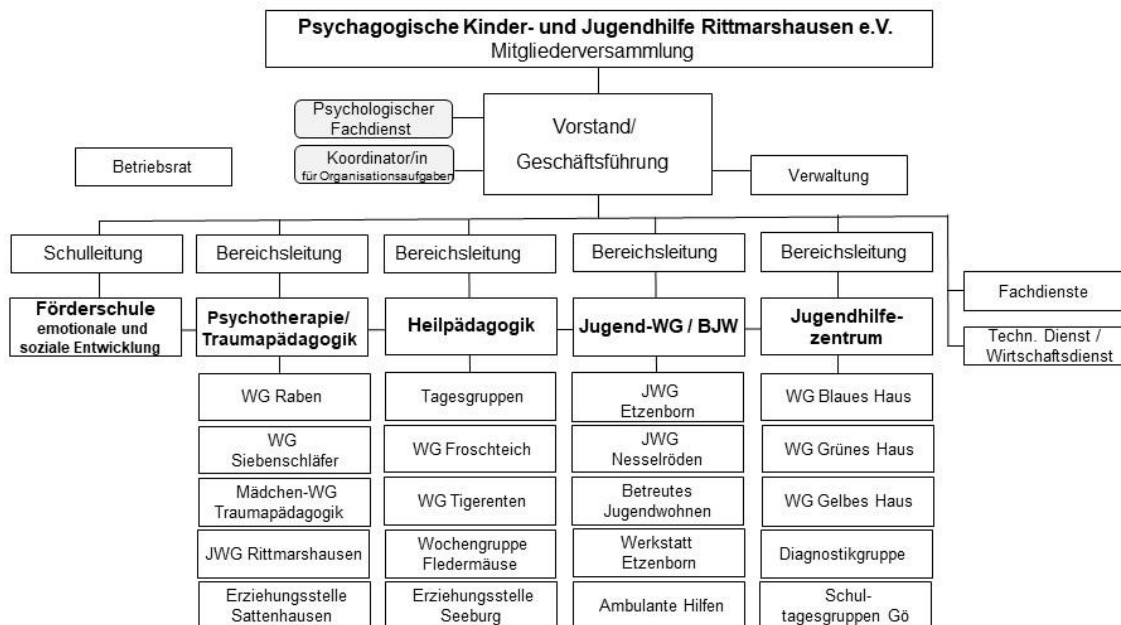 Psychagogische Kinder- und Jugendhilfe Rittmarshausen e.V.
Mitgliederversammlung
Psychologischer
Fachdienst
Vorstand/
Geschäftsführung
Koordinator/in
für Organisationsaufgaben
Betriebsrat
Verwaltung
Schulleitung
Bereichsleitung
Bereichsleitung
Bereichsleitung
Bereichsleitung
Fachdienste
Techn. Dienst /
Wirtschaftsdienst
Förderschule
emotionale und
soziale Entwicklung
Psychotherapie/
Traumapädagogik
Heilpädagogik
Jugend-WG / BJW
Jugendhilfe-
zentrum
WG Raben
Tagesgruppen
JWG
Etzenborn
WG Blaues Haus
WG
Siebenschläfer
WG Froschteich
JWG
Nesselröden
WG Grünes Haus
Mädchen-WG
Traumapädagogik
WG Tigerenten
Betreutes
Jugendwohnen
WG Gelbes Haus
JWG Rittmarshausen
Wochengruppe
Fledermäuse
Werkstatt
Etzenborn
Diagnostikgruppe
Erziehungsstelle
Sattenhausen
Erziehungsstelle
Seeburg
Ambulante Hilfen
Schul-
tagesgruppen Gö